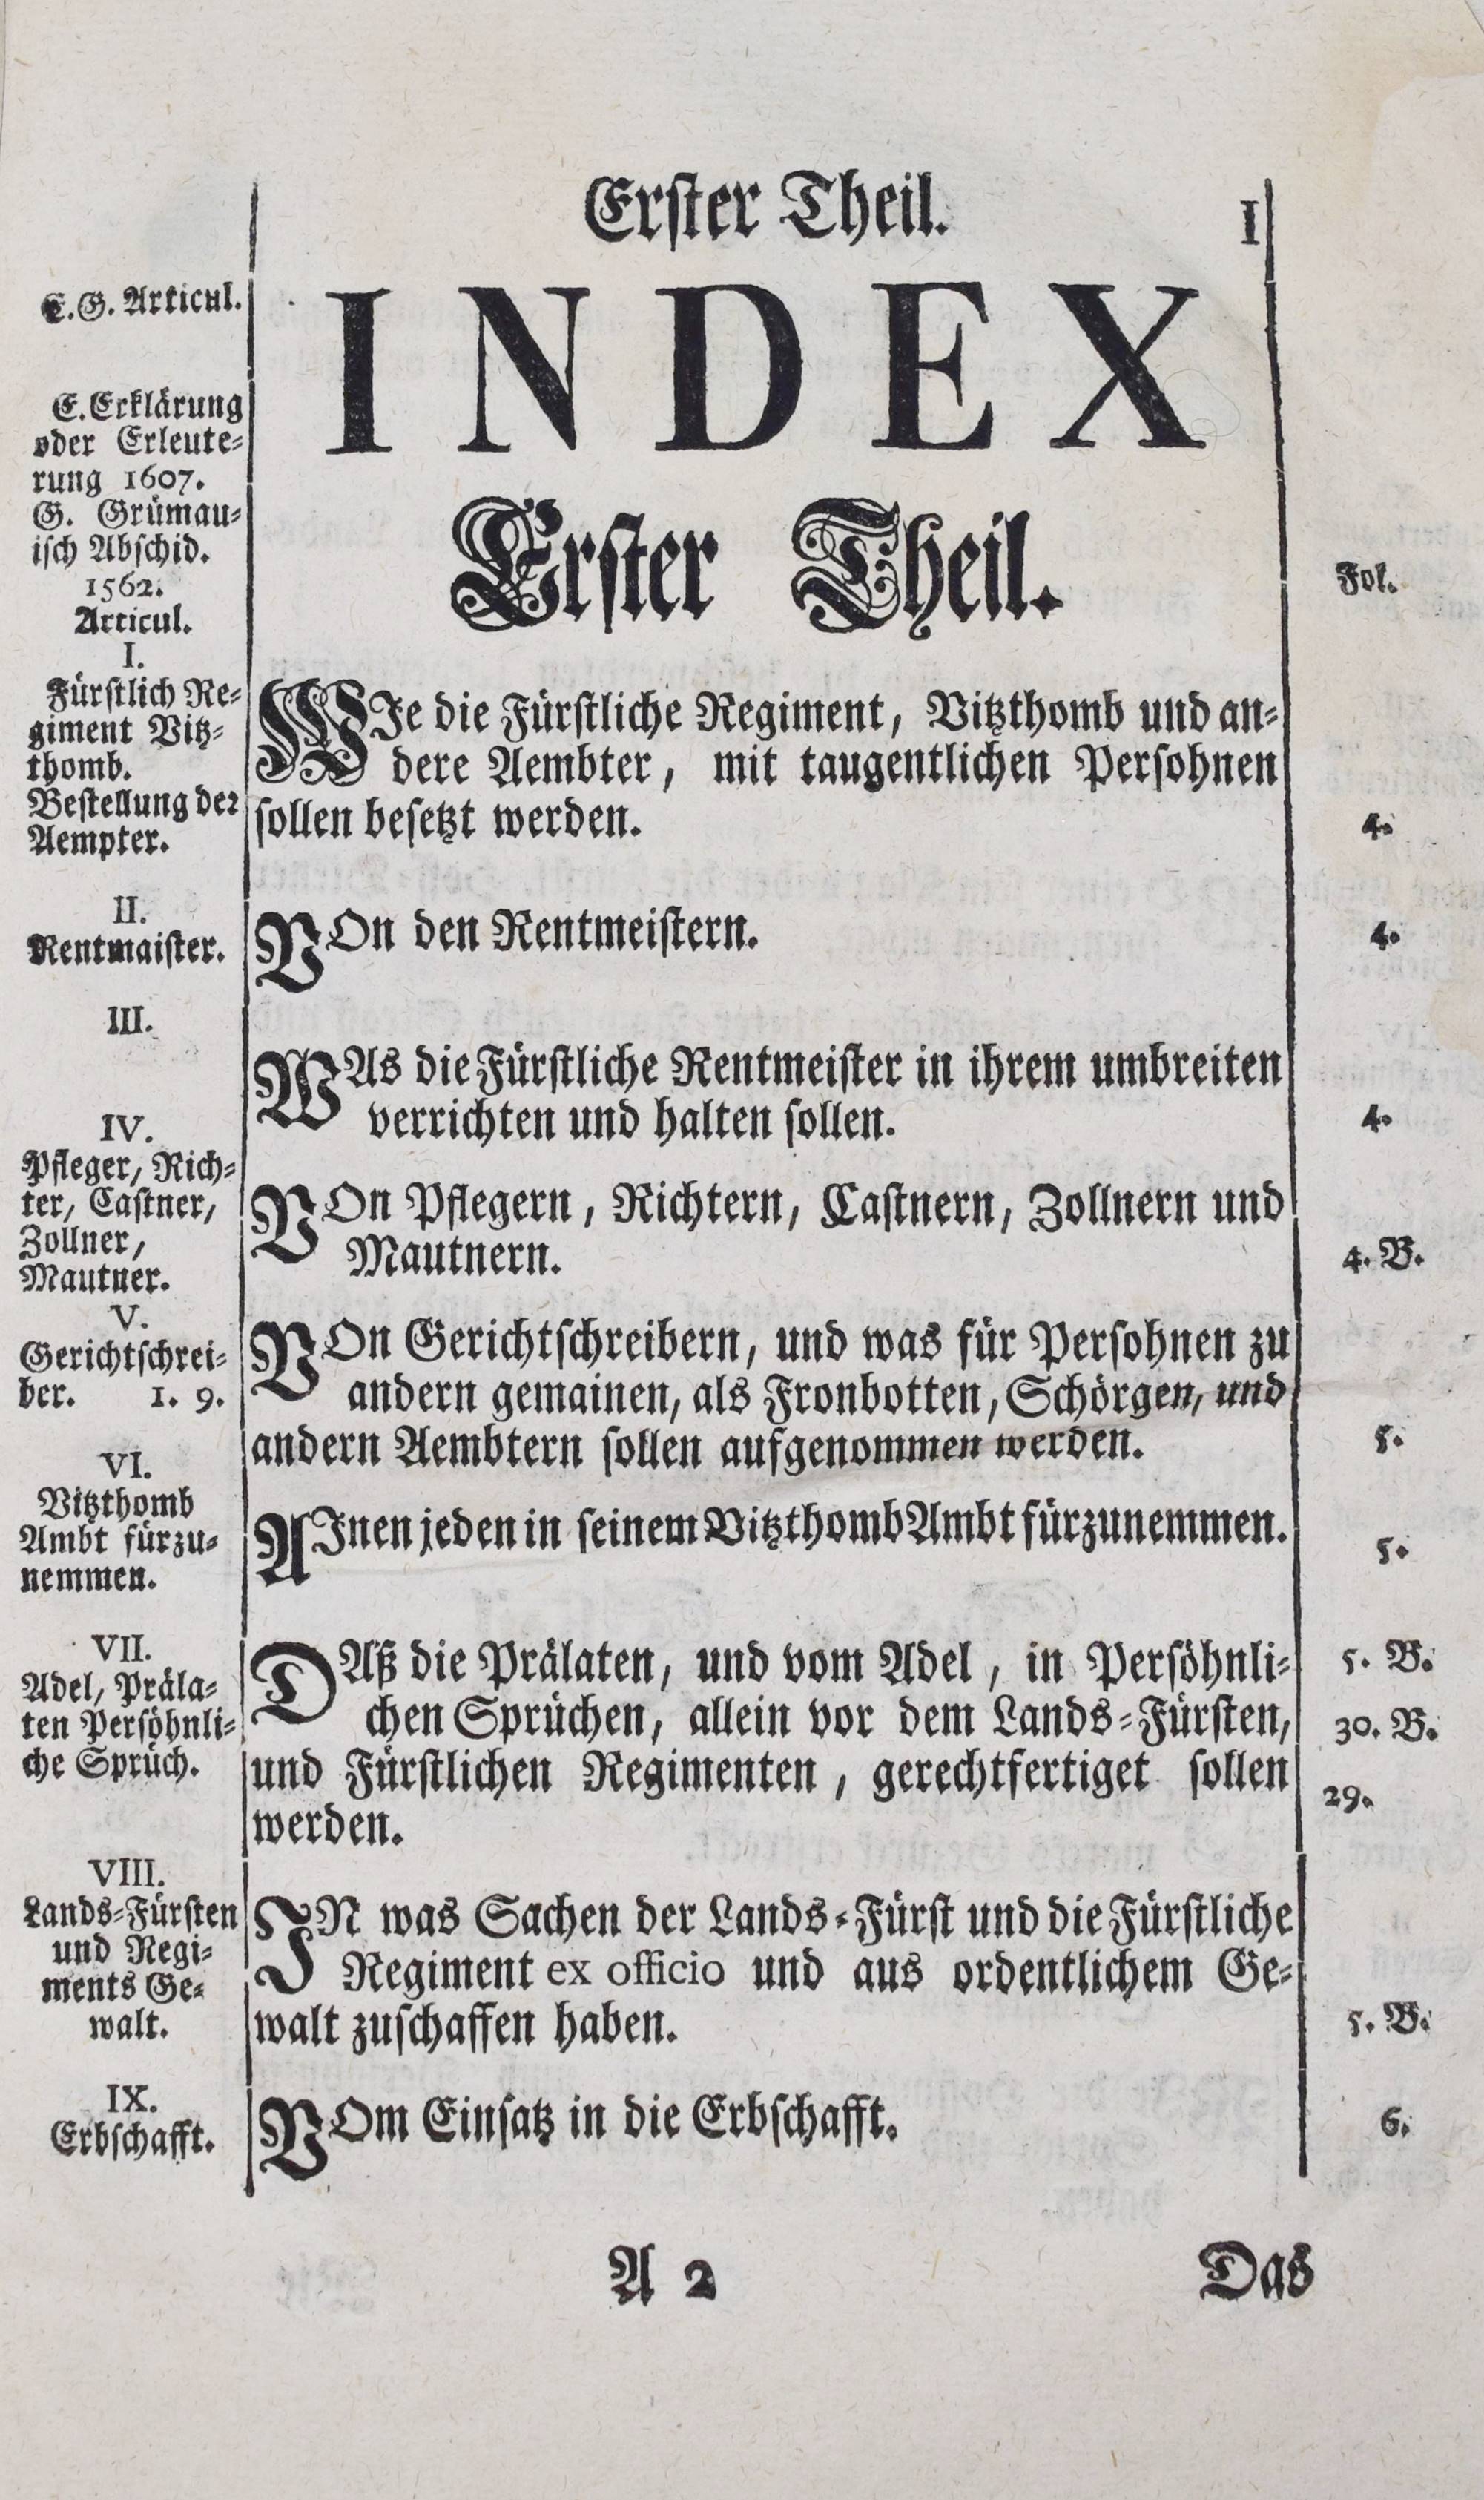 Erster Theil.
I
E.G. Articul.
INDEX
E. Erklärung
oder Erleute-
rung 1607.
G. Grümau-
isch Abschid.
1562.
Articul.
Erster Theil.
Fol.
I.
Fürstlich Re-
giment Vitz-
thomb.
Bestellung der
Aempter.
WIe die Fürstliche Regiment, Vitzthomb und an-
dere Aembter, mit taugentlichen Persohnen
sollen besetzt werden.
4.
II.
Rentmaister.
VOn den Rentmeistern.
4.
III.
WAs die Fürstliche Rentmeister in ihrem umbreiten
verrichten und halten sollen.
4.
IV.
Pfleger, Rich-
ter, Castner,
Zollner,
Mautner.
VOn Pflegern, Richtern, Castnern, Zollnern und
Mautnern.
4. B.
V.
Gerichtschrei-
ber. 1. 9.
VOn Gerichtschreibern, und was für Persohnen zu
andern gemainen, als Fronbotten, Schörgen, und
andern Aembtern sollen aufgenommen werden.
5.
VI.
Vitzthomb
Ambt fürzu-
nemmen.
AInen jeden in seinem Vitzthomb Ambt fürzunemmen.
5.
VII.
Adel, Präla-
ten Persöhnli-
che Sprüch.
DAß die Prälaten, und vom Adel, in Persöhnli-
chen Sprüchen, allein vor dem Lands-Fürsten,
und Fürstlichen Regimenten, gerechtfertiget sollen
werden.
5. B.
30. B.
29.
VIII.
Lands-Fürsten
und Regi-
ments Ge-
walt.
IN was Sachen der Lands-Fürst und die Fürstliche
Regiment ex officio und aus ordentlichem Ge-
walt zuschaffen haben.
5. B.
IX.
Erbschafft.
VOm Einsatz in die Erbschafft.
6.
A 2
Das